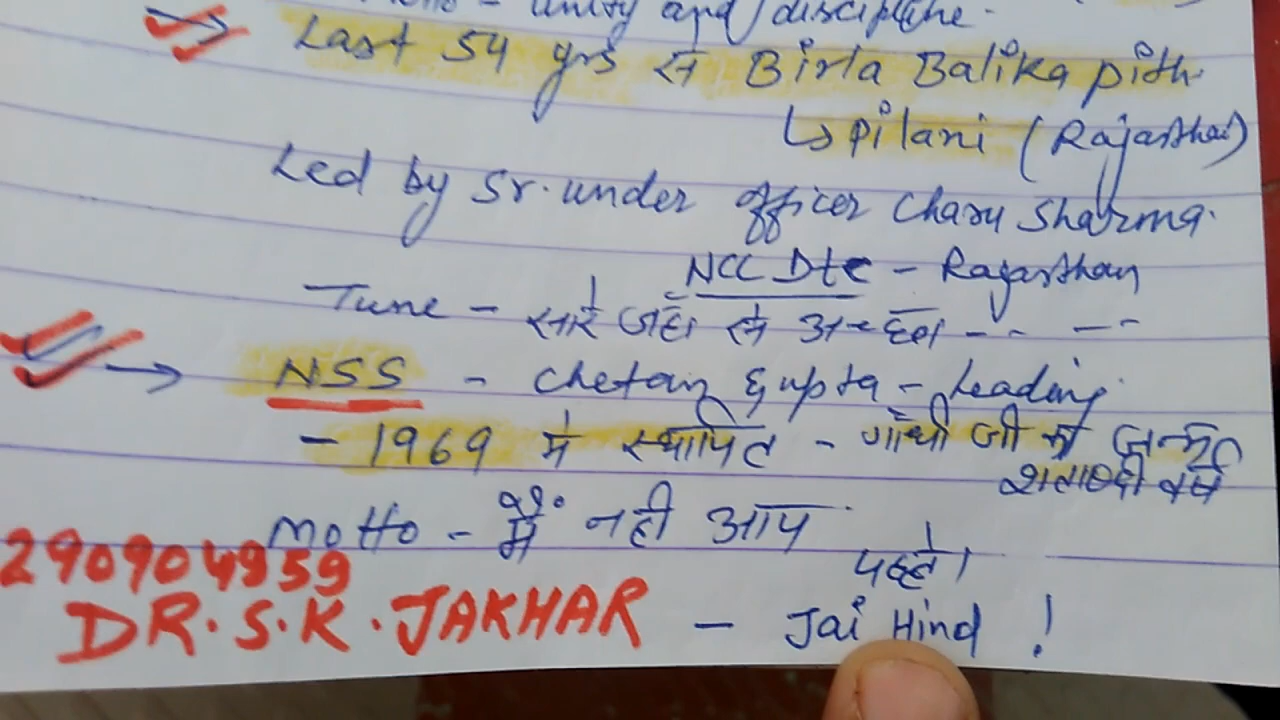 Motto - unity and discipline.
Last 54 yrs से Birla Balika pith
↳ pilani (Rajasthan)
Led by Sr. under officer Charu Sharma.
NCC Dte - Rajasthan
Tune - सारे जहाँ से अच्छा - - - -
→ NSS - Chetan Gupta - Leading
- 1969 में स्थापित - गाँधी जी की जन्म
शताब्दी वर्ष
Motto - मैं नहीं आप
पहले।
290904959
DR. S. K. JAKHAR - Jai Hind !